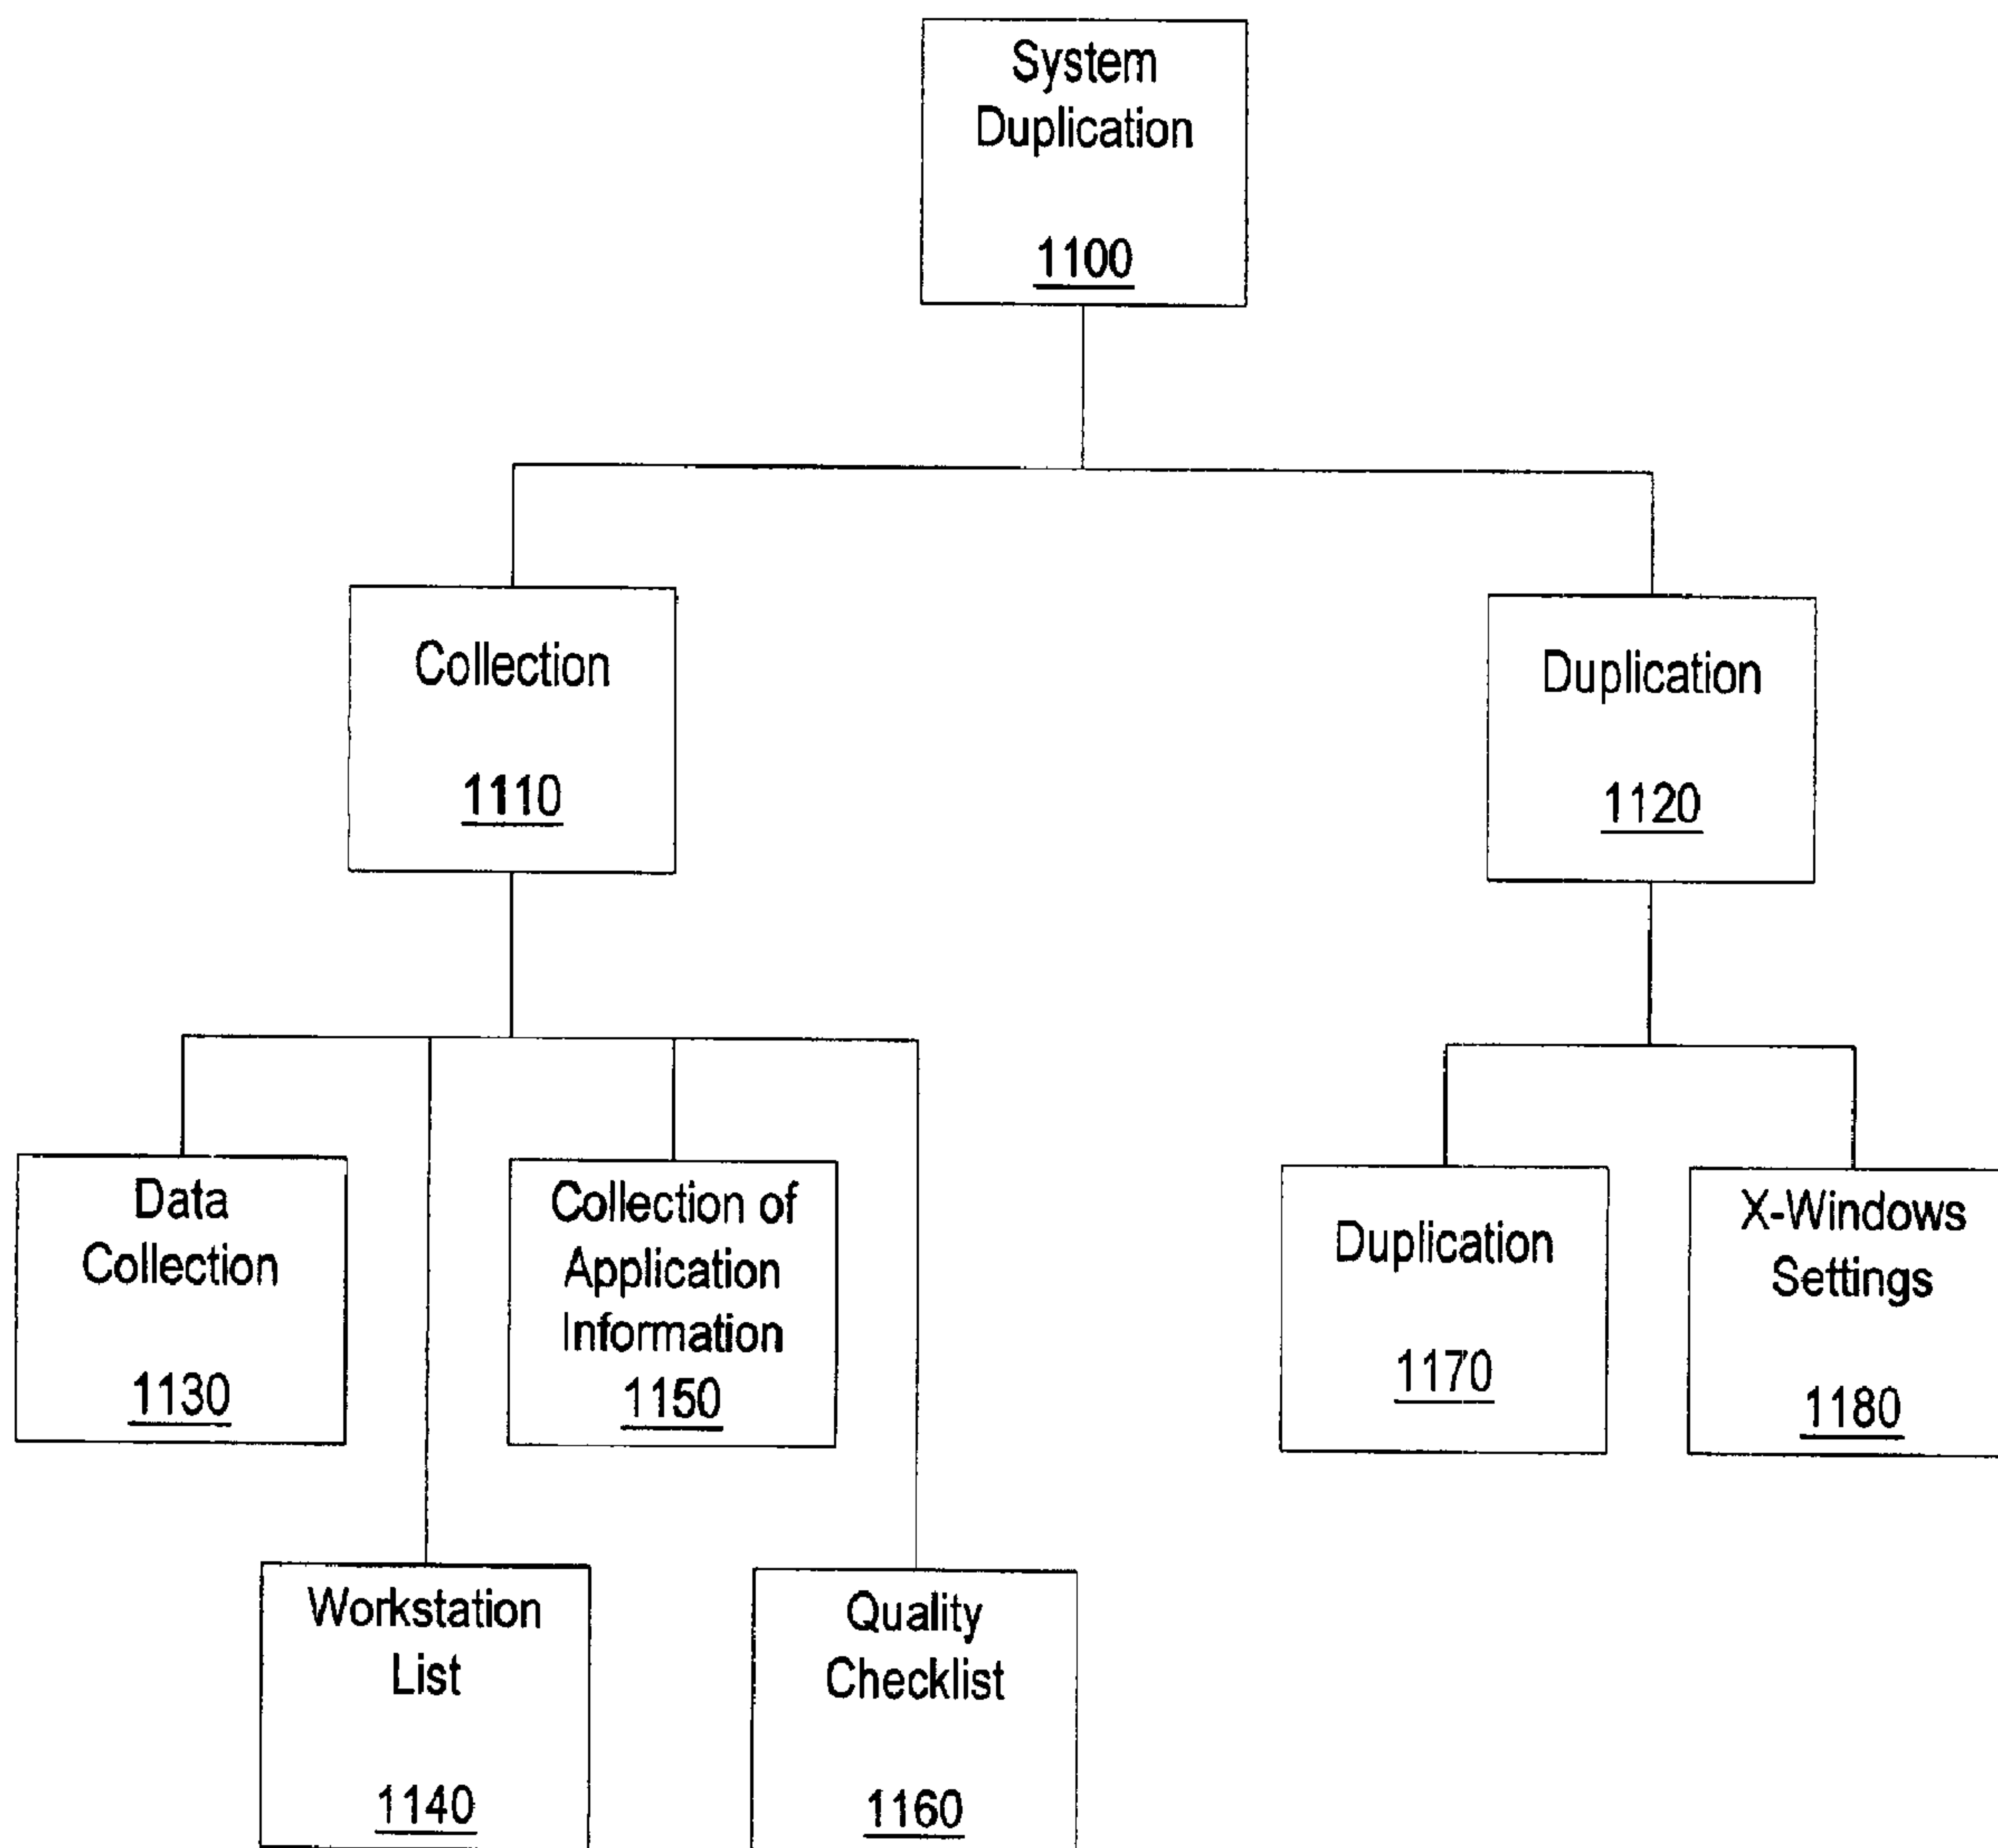 System
Duplication
1100
Collection
1110
Duplication
1120
Data
Collection
1130
Collection of
Application
Information
1150
Duplication
1170
X-Windows
Settings
1180
Workstation
List
1140
Quality
Checklist
1160